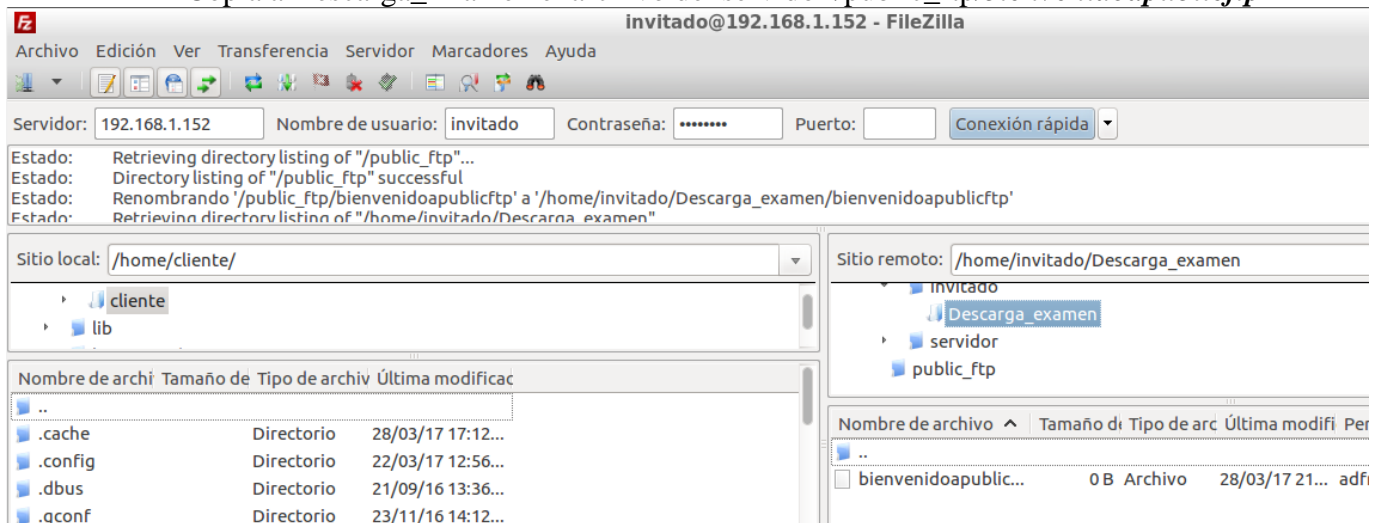 invitado@192.168.1.152 - FileZilla
Archivo Edición Ver Transferencia Servidor Marcadores Ayuda
Servidor: 192.168.1.152 Nombre de usuario: invitado Contraseña: •••••••• Puerto: Conexión rápida
Estado: Retrieving directory listing of "/public_ftp"...
Estado: Directory listing of "/public_ftp" successful
Estado: Renombrando '/public_ftp/bienvenidoapublicftp' a '/home/invitado/Descarga_examen/bienvenidoapublicftp'
Estado: Retrieving directory listing of "/home/invitado/Descarga_examen"
Sitio local: /home/cliente/
cliente
lib
Nombre de archi Tamaño de Tipo de archiv Última modificac
..
.cache Directorio 28/03/17 17:12...
.config Directorio 22/03/17 12:56...
.dbus Directorio 21/09/16 13:36...
.gconf Directorio 23/11/16 14:12...
Sitio remoto: /home/invitado/Descarga_examen
invitado
Descarga_examen
servidor
public_ftp
Nombre de archivo Tamaño de Tipo de arc Última modifi Per
..
bienvenidoapublic... 0 B Archivo 28/03/17 21... adfr